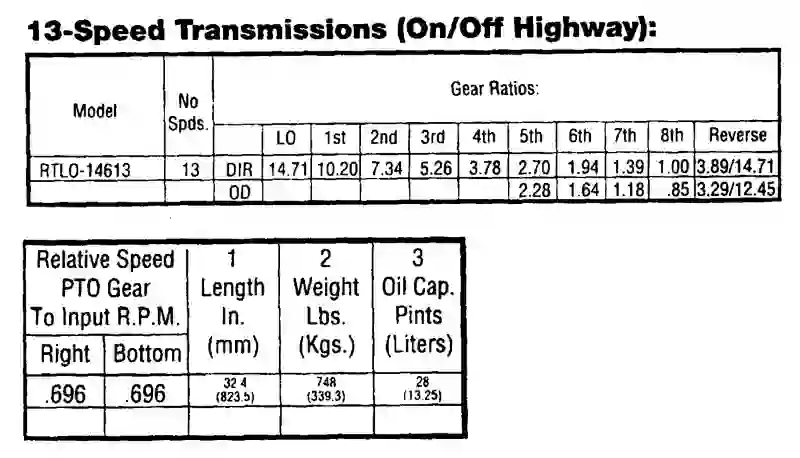 13-Speed Transmissions (On/Off Highway):
Model No Spds. Gear Ratios:
LO 1st 2nd 3rd 4th 5th 6th 7th 8th Reverse
RTLO-14613 13 DIR 14.71 10.20 7.34 5.26 3.78 2.70 1.94 1.39 1.00 3.89/14.71
OD 2.28 1.64 1.18 .85 3.29/12.45
Relative Speed 1 2 3
PTO Gear Length Weight Oil Cap.
To Input R.P.M. In. Lbs. Pints
Right Bottom (mm) (Kgs.) (Liters)
.696 .696 32 4 748 28
(823.5) (339.3) (13.25)